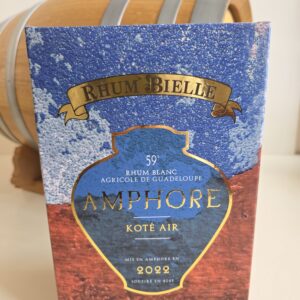 RHUM BIELLE
59°
RHUM BLANC
AGRICOLE DE GUADELOUPE
AMPHORE
KOTÉ AIR
MIS EN AMPHORE EN
2022